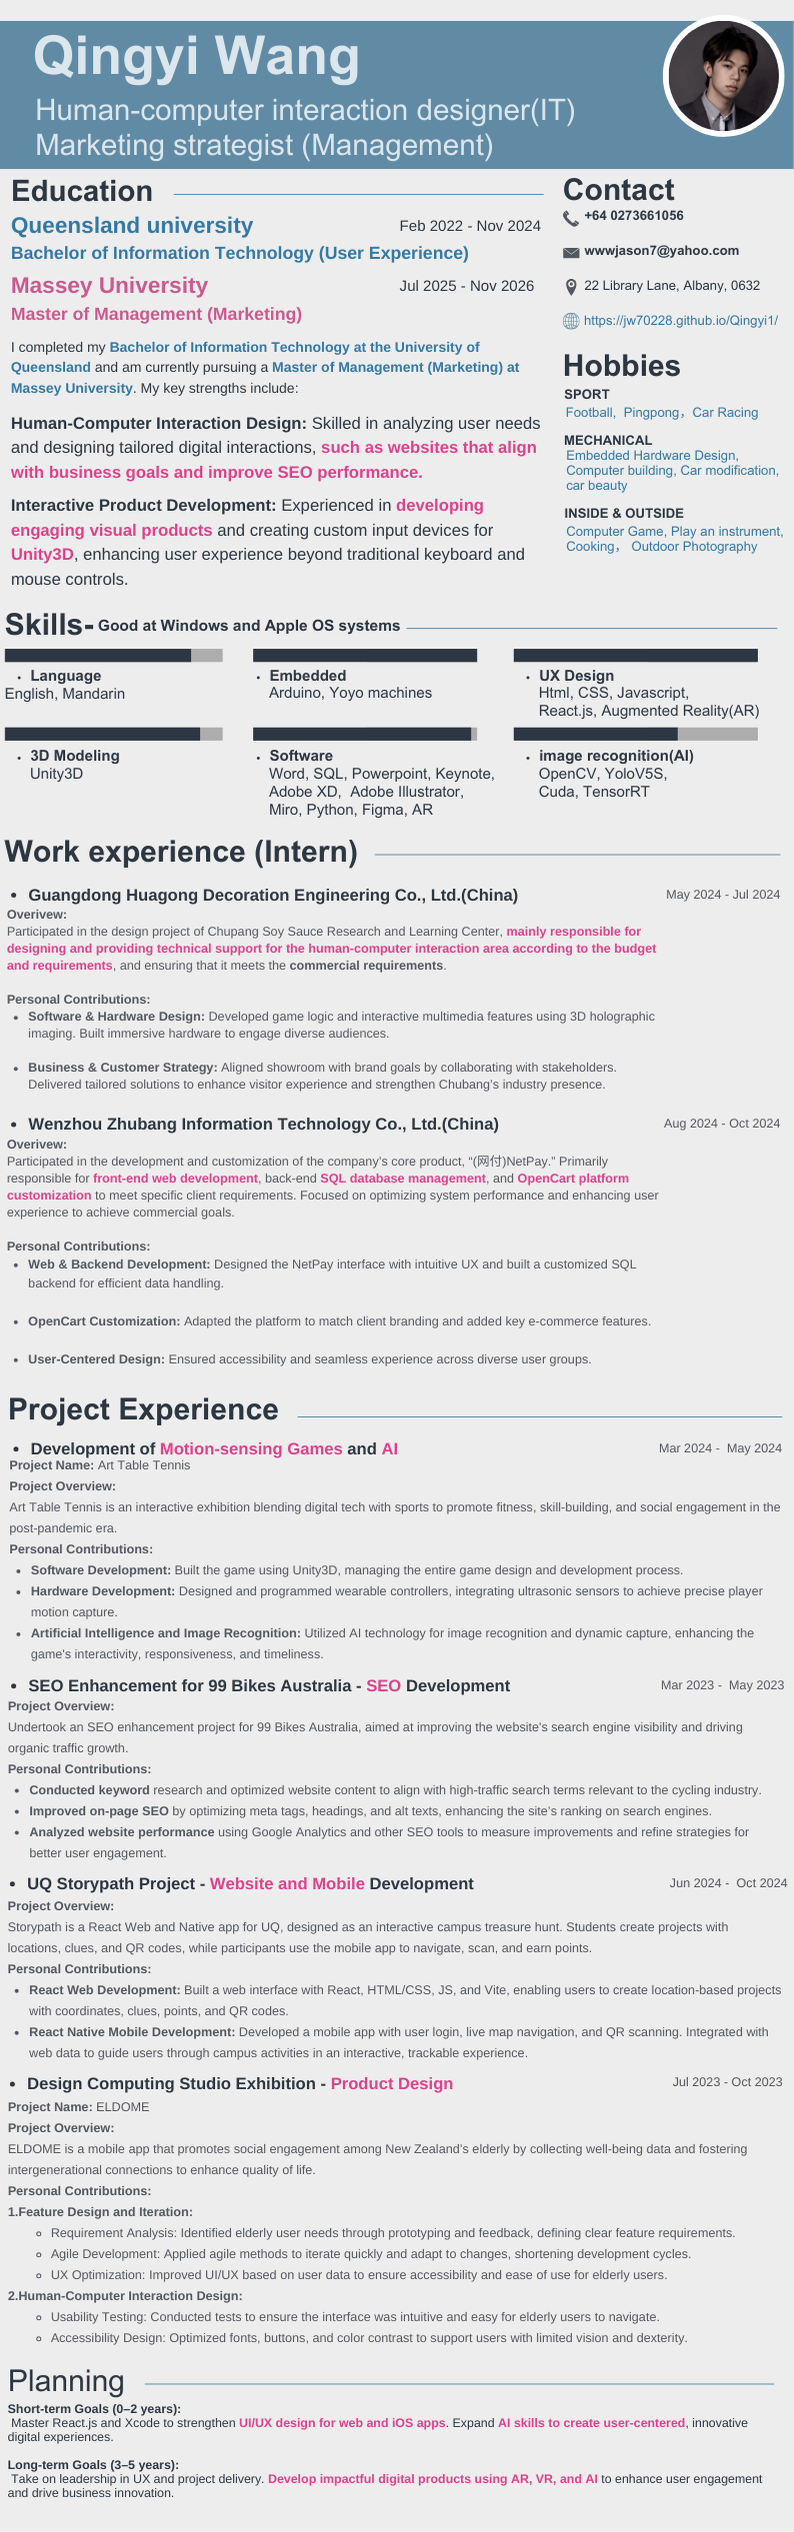 Qingyi Wang
Human-computer interaction designer(IT)
Marketing strategist (Management)
Education
Queensland university
Feb 2022 - Nov 2024
Bachelor of Information Technology (User Experience)
Massey University
Jul 2025 - Nov 2026
Master of Management (Marketing)
I completed my Bachelor of Information Technology at the University of
Queensland and am currently pursuing a Master of Management (Marketing) at
Massey University. My key strengths include:
Human-Computer Interaction Design: Skilled in analyzing user needs
and designing tailored digital interactions, such as websites that align
with business goals and improve SEO performance.
Interactive Product Development: Experienced in developing
engaging visual products and creating custom input devices for
Unity3D, enhancing user experience beyond traditional keyboard and
mouse controls.
Contact
+64 0273661056
wwwjason7@yahoo.com
22 Library Lane, Albany, 0632
https://jw70228.github.io/Qingyi1/
Hobbies
SPORT
Football, Pingpong，Car Racing
MECHANICAL
Embedded Hardware Design,
Computer building, Car modification,
car beauty
INSIDE & OUTSIDE
Computer Game, Play an instrument,
Cooking， Outdoor Photography
Skills- Good at Windows and Apple OS systems
• Language
English, Mandarin
• Embedded
Arduino, Yoyo machines
• UX Design
Html, CSS, Javascript,
React.js, Augmented Reality(AR)
• 3D Modeling
Unity3D
• Software
Word, SQL, Powerpoint, Keynote,
Adobe XD, Adobe Illustrator,
Miro, Python, Figma, AR
• image recognition(AI)
OpenCV, YoloV5S,
Cuda, TensorRT
Work experience (Intern)
• Guangdong Huagong Decoration Engineering Co., Ltd.(China)
May 2024 - Jul 2024
Overivew:
Participated in the design project of Chupang Soy Sauce Research and Learning Center, mainly responsible for
designing and providing technical support for the human-computer interaction area according to the budget
and requirements, and ensuring that it meets the commercial requirements.
Personal Contributions:
• Software & Hardware Design: Developed game logic and interactive multimedia features using 3D holographic
imaging. Built immersive hardware to engage diverse audiences.
• Business & Customer Strategy: Aligned showroom with brand goals by collaborating with stakeholders.
Delivered tailored solutions to enhance visitor experience and strengthen Chubang’s industry presence.
• Wenzhou Zhubang Information Technology Co., Ltd.(China)
Aug 2024 - Oct 2024
Overivew:
Participated in the development and customization of the company’s core product, “(网付)NetPay.” Primarily
responsible for front-end web development, back-end SQL database management, and OpenCart platform
customization to meet specific client requirements. Focused on optimizing system performance and enhancing user
experience to achieve commercial goals.
Personal Contributions:
• Web & Backend Development: Designed the NetPay interface with intuitive UX and built a customized SQL
backend for efficient data handling.
• OpenCart Customization: Adapted the platform to match client branding and added key e-commerce features.
• User-Centered Design: Ensured accessibility and seamless experience across diverse user groups.
Project Experience
• Development of Motion-sensing Games and AI
Mar 2024 - May 2024
Project Name: Art Table Tennis
Project Overview:
Art Table Tennis is an interactive exhibition blending digital tech with sports to promote fitness, skill-building, and social engagement in the
post-pandemic era.
Personal Contributions:
• Software Development: Built the game using Unity3D, managing the entire game design and development process.
• Hardware Development: Designed and programmed wearable controllers, integrating ultrasonic sensors to achieve precise player
motion capture.
• Artificial Intelligence and Image Recognition: Utilized AI technology for image recognition and dynamic capture, enhancing the
game's interactivity, responsiveness, and timeliness.
• SEO Enhancement for 99 Bikes Australia - SEO Development
Mar 2023 - May 2023
Project Overview:
Undertook an SEO enhancement project for 99 Bikes Australia, aimed at improving the website's search engine visibility and driving
organic traffic growth.
Personal Contributions:
• Conducted keyword research and optimized website content to align with high-traffic search terms relevant to the cycling industry.
• Improved on-page SEO by optimizing meta tags, headings, and alt texts, enhancing the site's ranking on search engines.
• Analyzed website performance using Google Analytics and other SEO tools to measure improvements and refine strategies for
better user engagement.
• UQ Storypath Project - Website and Mobile Development
Jun 2024 - Oct 2024
Project Overview:
Storypath is a React Web and Native app for UQ, designed as an interactive campus treasure hunt. Students create projects with
locations, clues, and QR codes, while participants use the mobile app to navigate, scan, and earn points.
Personal Contributions:
• React Web Development: Built a web interface with React, HTML/CSS, JS, and Vite, enabling users to create location-based projects
with coordinates, clues, points, and QR codes.
• React Native Mobile Development: Developed a mobile app with user login, live map navigation, and QR scanning. Integrated with
web data to guide users through campus activities in an interactive, trackable experience.
• Design Computing Studio Exhibition - Product Design
Jul 2023 - Oct 2023
Project Name: ELDOME
Project Overview:
ELDOME is a mobile app that promotes social engagement among New Zealand’s elderly by collecting well-being data and fostering
intergenerational connections to enhance quality of life.
Personal Contributions:
1.Feature Design and Iteration:
◦ Requirement Analysis: Identified elderly user needs through prototyping and feedback, defining clear feature requirements.
◦ Agile Development: Applied agile methods to iterate quickly and adapt to changes, shortening development cycles.
◦ UX Optimization: Improved UI/UX based on user data to ensure accessibility and ease of use for elderly users.
2.Human-Computer Interaction Design:
◦ Usability Testing: Conducted tests to ensure the interface was intuitive and easy for elderly users to navigate.
◦ Accessibility Design: Optimized fonts, buttons, and color contrast to support users with limited vision and dexterity.
Planning
Short-term Goals (0–2 years):
Master React.js and Xcode to strengthen UI/UX design for web and iOS apps. Expand AI skills to create user-centered, innovative
digital experiences.
Long-term Goals (3–5 years):
Take on leadership in UX and project delivery. Develop impactful digital products using AR, VR, and AI to enhance user engagement
and drive business innovation.